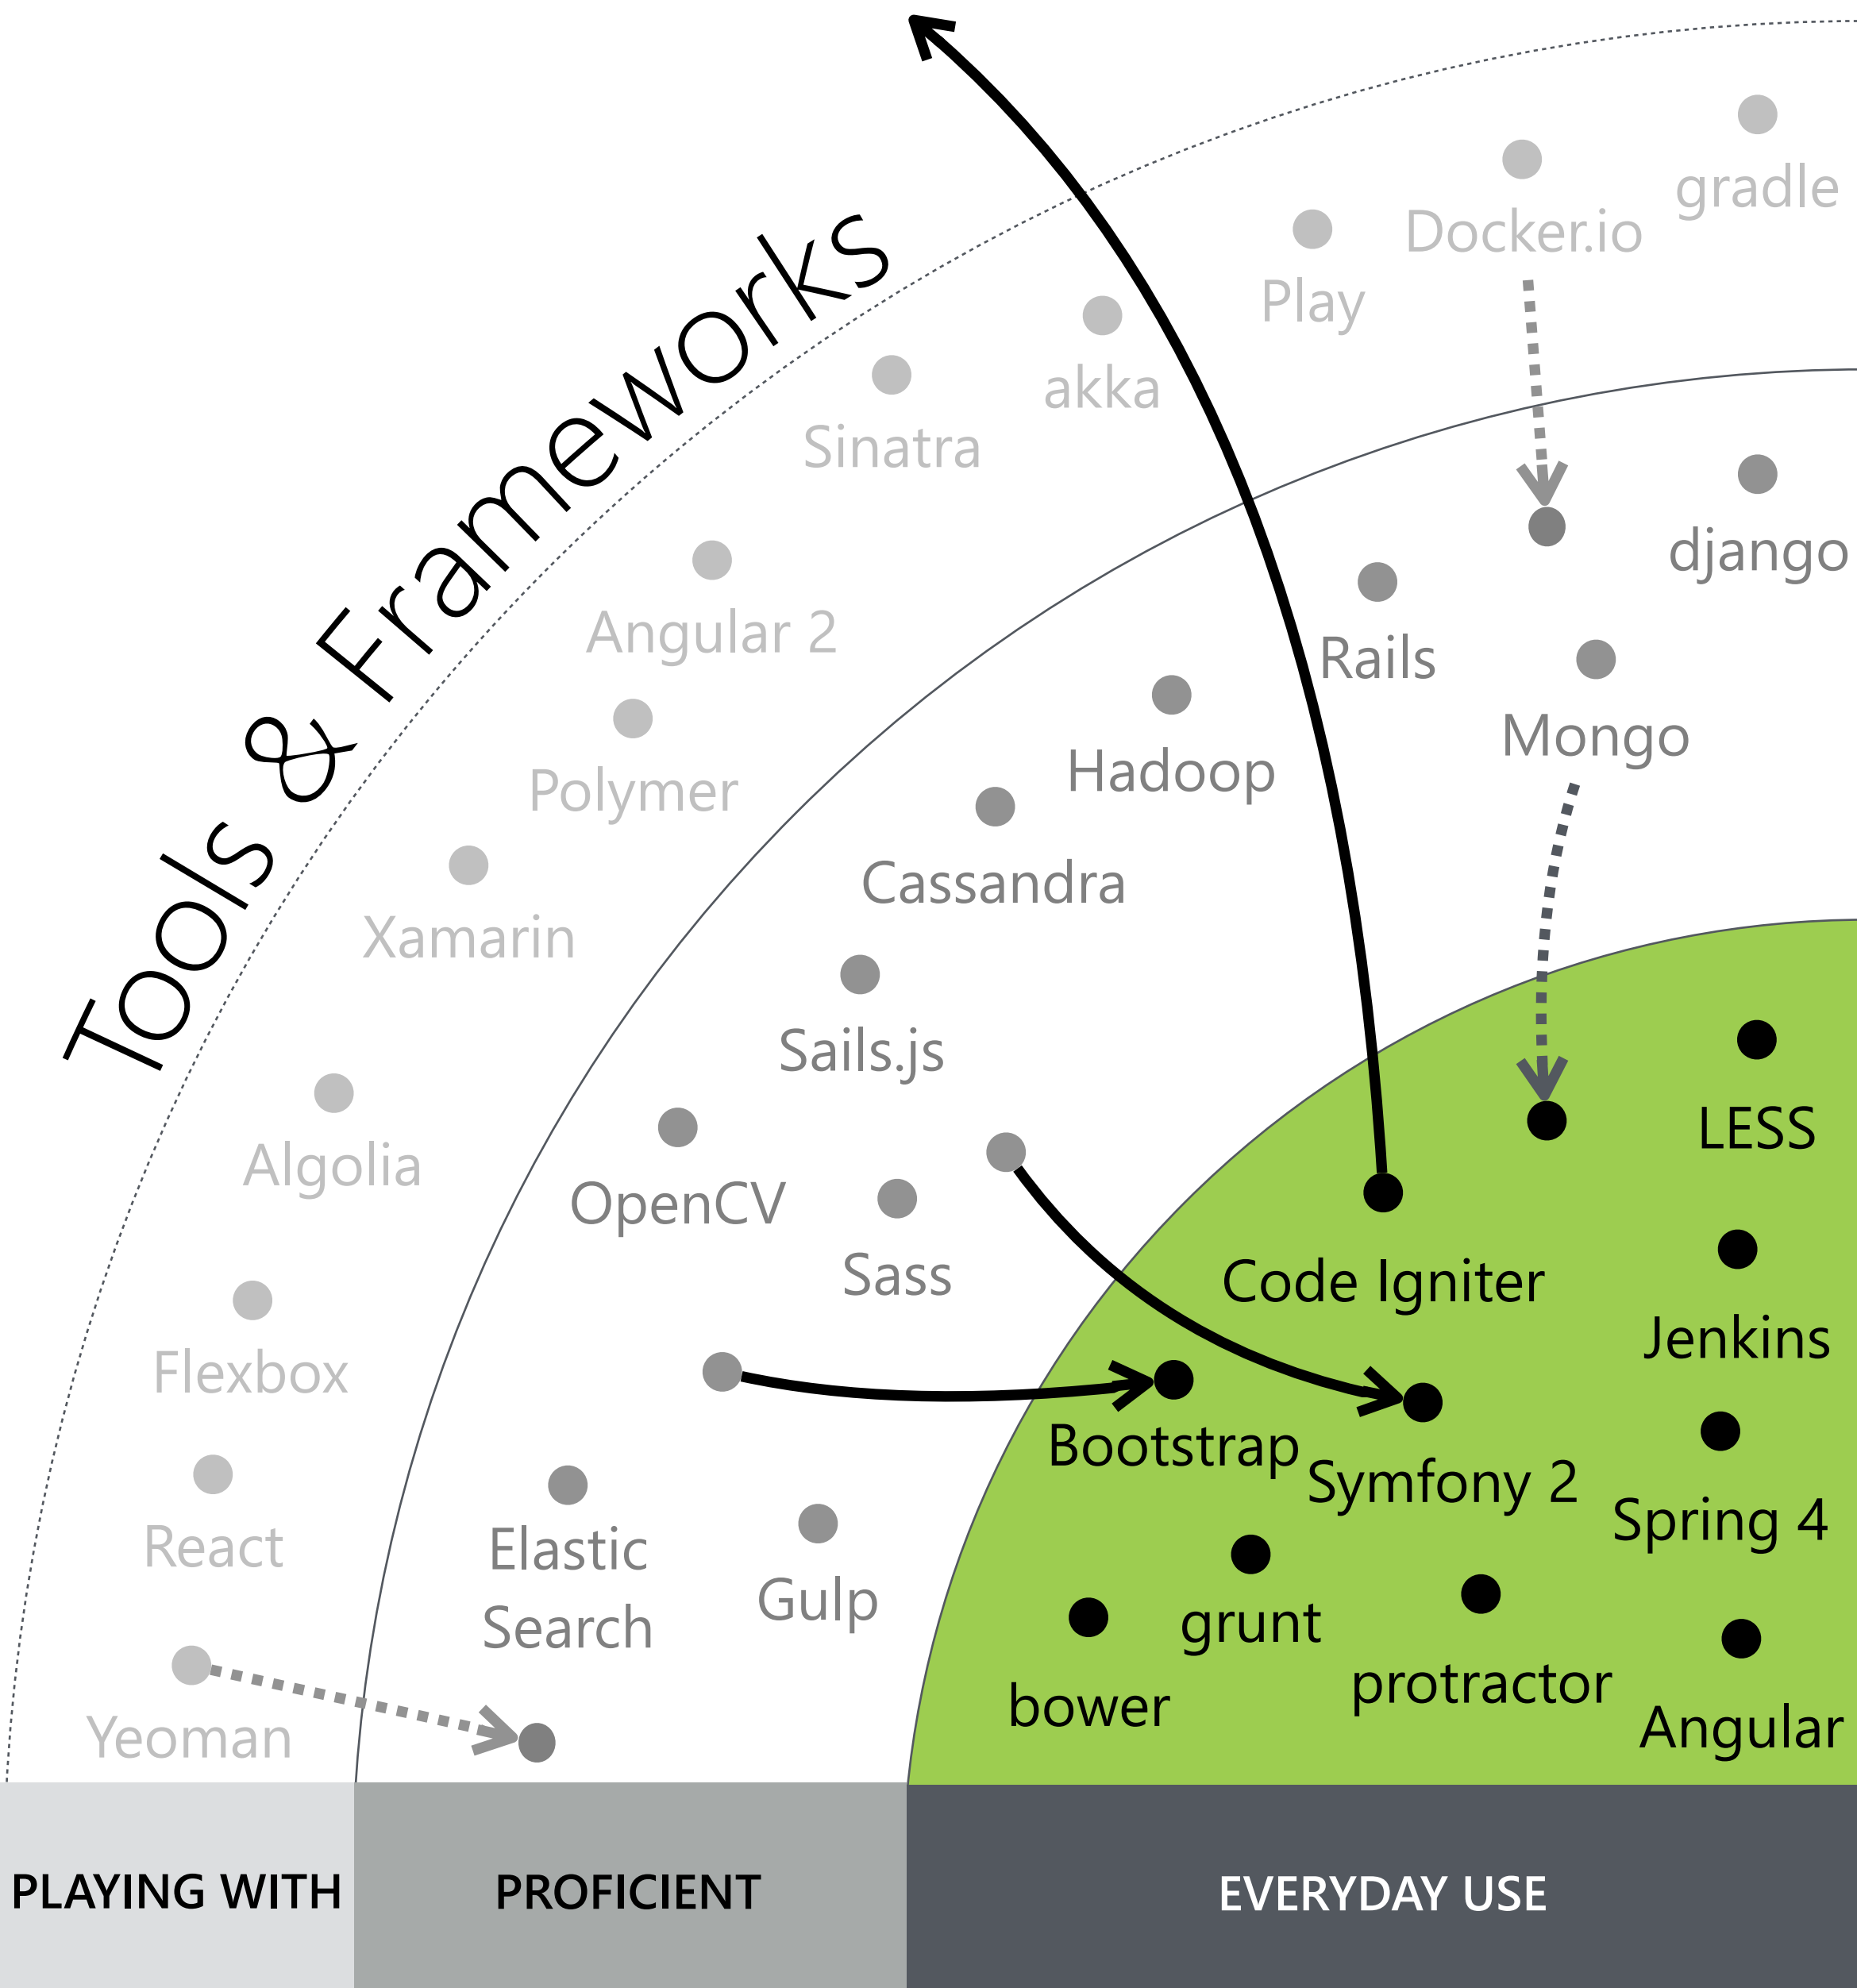 Tools & Frameworks
gradle
Docker.io
Play
akka
Sinatra
Angular 2
Polymer
Xamarin
Algolia
Flexbox
React
Yeoman
django
Rails
Mongo
Hadoop
Cassandra
Sails.js
OpenCV
Sass
Elastic
Search
Gulp
LESS
Code Igniter
Jenkins
Bootstrap
Symfony 2
Spring 4
grunt
protractor
bower
Angular
PLAYING WITH
PROFICIENT
EVERYDAY USE